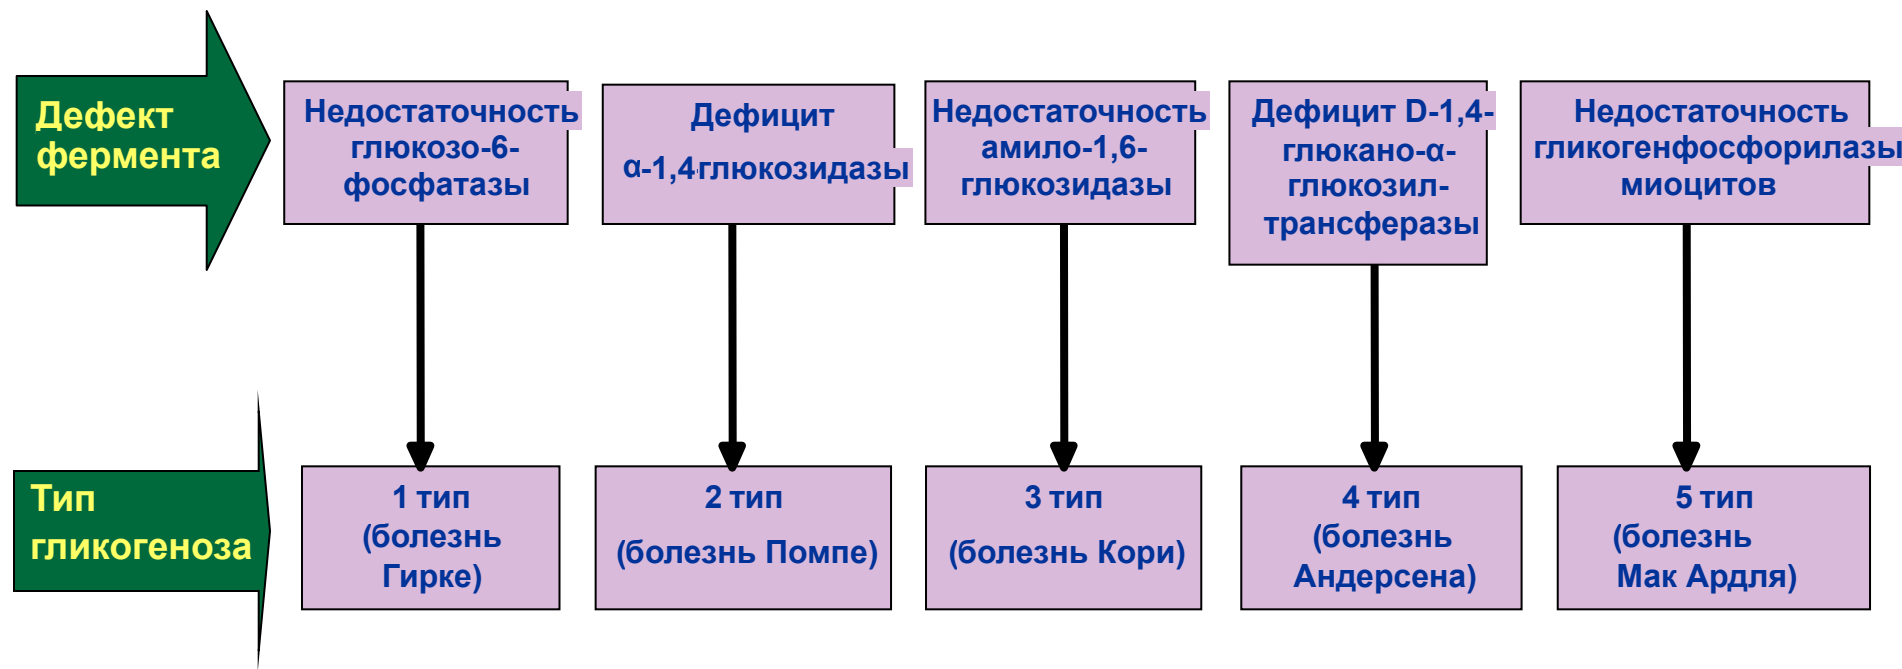 Дефект
фермента
Недостаточность
глюкозо-6-
фосфатазы
Дефицит
α-1,4-глюкозидазы
Недостаточность
амило-1,6-
глюкозидазы
Дефицит D-1,4-
глюкано-α-
глюкозил-
трансферазы
Недостаточность
гликогенфосфорилазы
миоцитов
Тип
гликогеноза
1 тип
(болезнь
Гирке)
2 тип
(болезнь Помпе)
3 тип
(болезнь Кори)
4 тип
(болезнь
Андерсена)
5 тип
(болезнь
Мак Ардля)